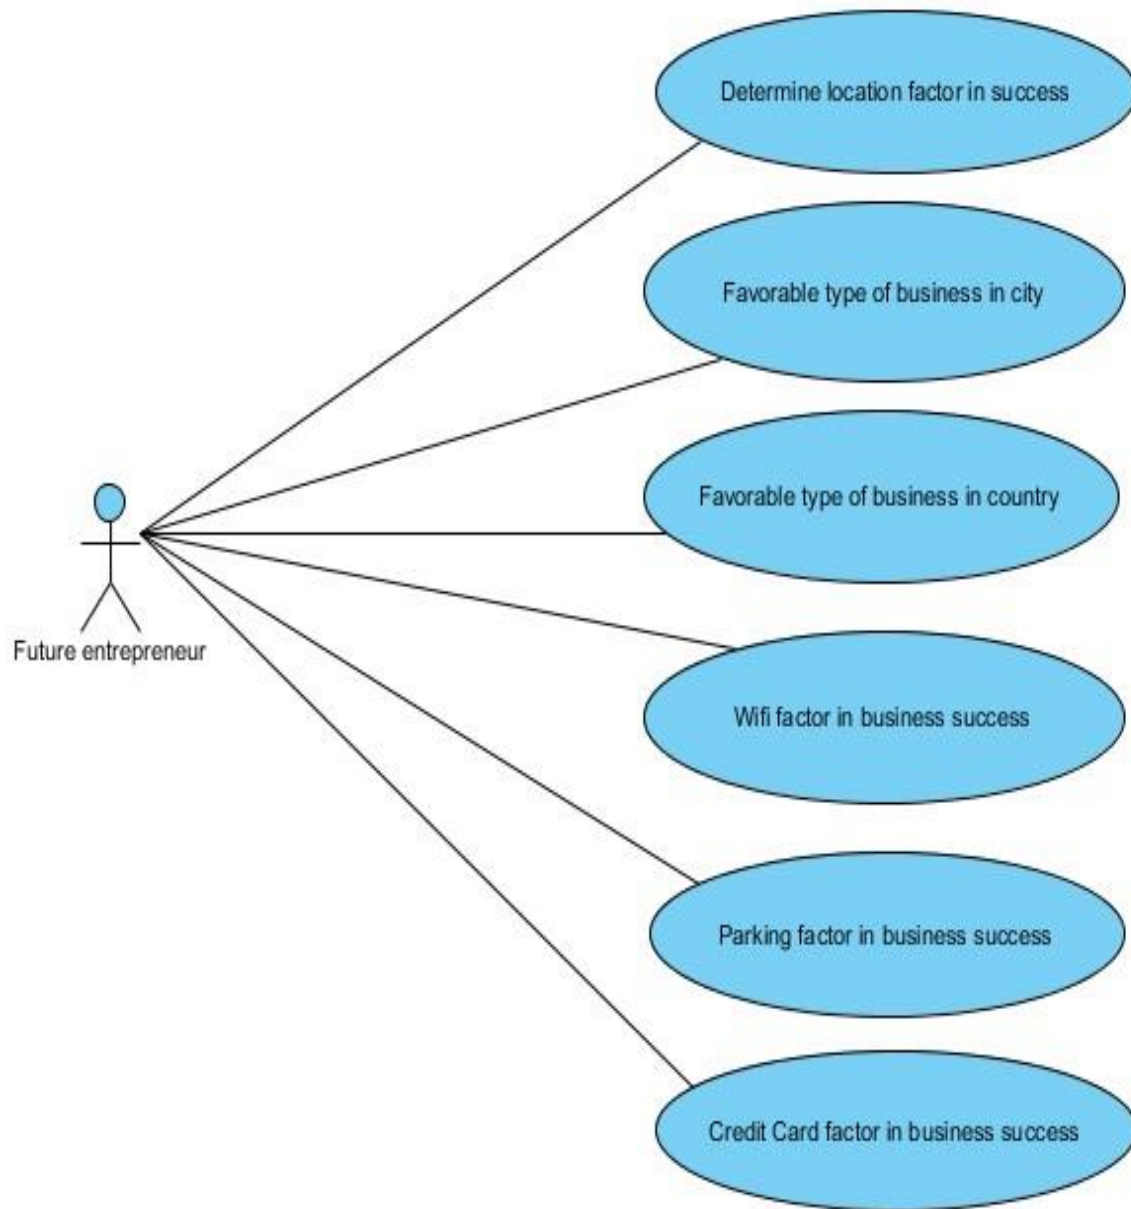 Determine location factor in success
Favorable type of business in city
Favorable type of business in country
Future entrepreneur
Wifi factor in business success
Parking factor in business success
Credit Card factor in business success